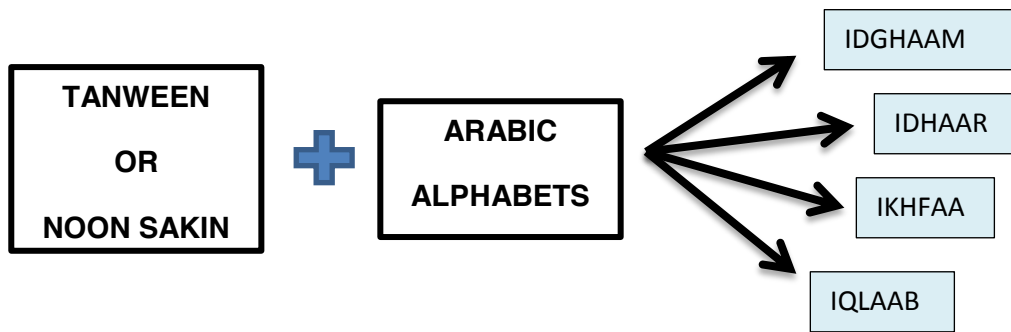 TANWEEN
OR
NOON SAKIN
ARABIC
ALPHABETS
IDGHAAM
IDHAAR
IKHFAA
IQLAAB